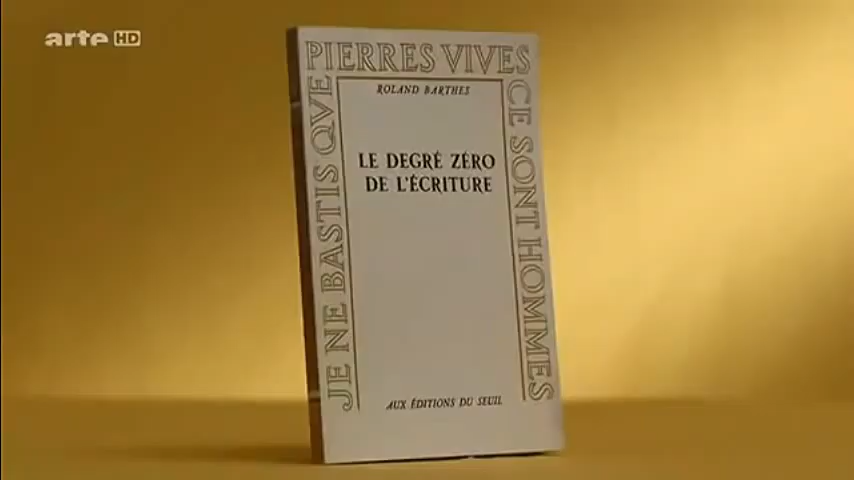 arte HD
JE NE BASTIS QVE
PIERRES VIVES
CE SONT HOMMES
ROLAND BARTHES
LE DEGRÉ ZÉRO
DE L'ÉCRITURE
AUX ÉDITIONS DU SEUIL